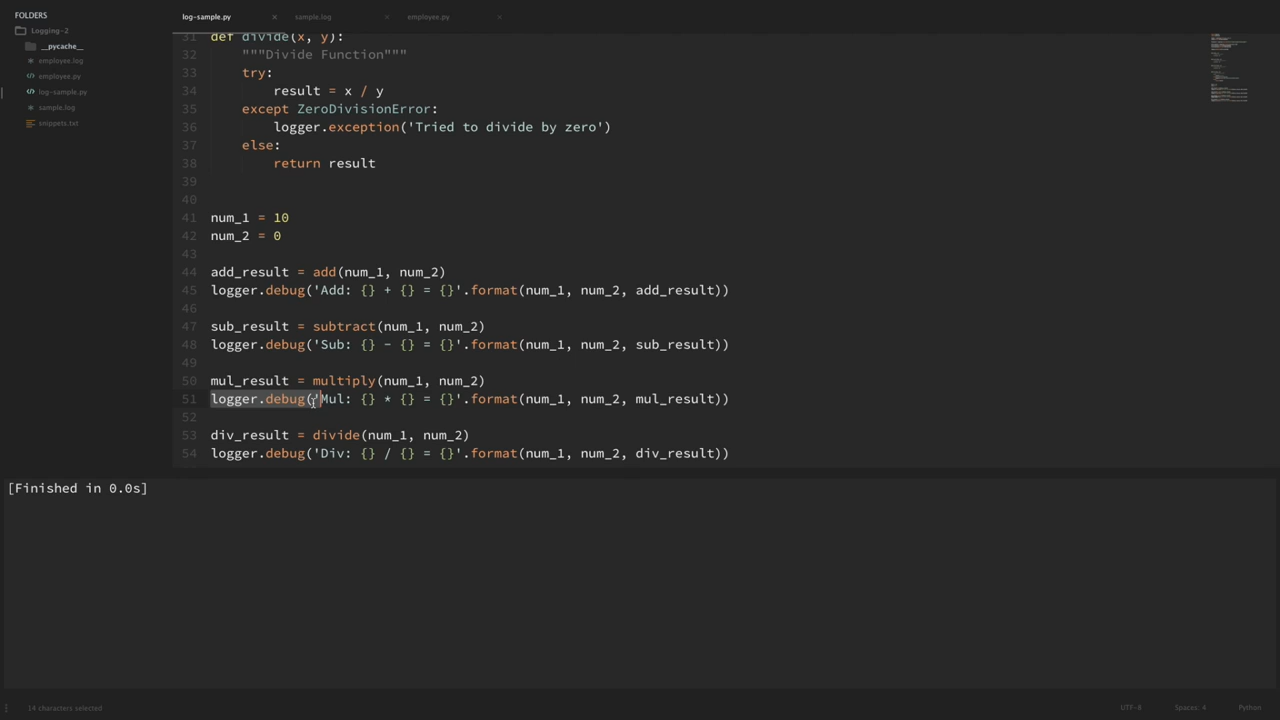 FOLDERS
Logging-2
__pycache__
employee.log
employee.py
log-sample.py
sample.log
snippets.txt
log-sample.py × sample.log × employee.py ×
31 def divide(x, y):
32     """Divide Function"""
33     try:
34         result = x / y
35     except ZeroDivisionError:
36         logger.exception('Tried to divide by zero')
37     else:
38         return result
39
40
41 num_1 = 10
42 num_2 = 0
43
44 add_result = add(num_1, num_2)
45 logger.debug('Add: {} + {} = {}'.format(num_1, num_2, add_result))
46
47 sub_result = subtract(num_1, num_2)
48 logger.debug('Sub: {} - {} = {}'.format(num_1, num_2, sub_result))
49
50 mul_result = multiply(num_1, num_2)
51 logger.debug('Mul: {} * {} = {}'.format(num_1, num_2, mul_result))
52
53 div_result = divide(num_1, num_2)
54 logger.debug('Div: {} / {} = {}'.format(num_1, num_2, div_result))
[Finished in 0.0s]
14 characters selected UTF-8 Spaces: 4 Python